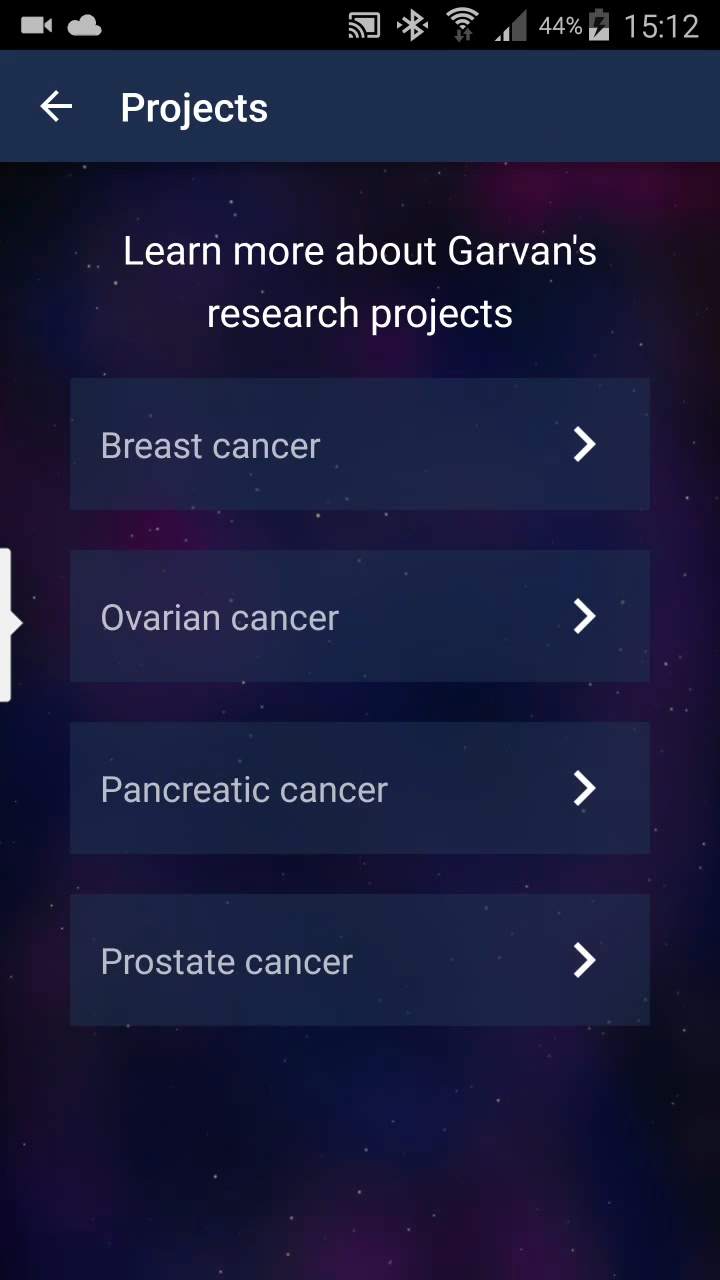 44% 15:12
Projects
Learn more about Garvan's
research projects
Breast cancer
Ovarian cancer
Pancreatic cancer
Prostate cancer